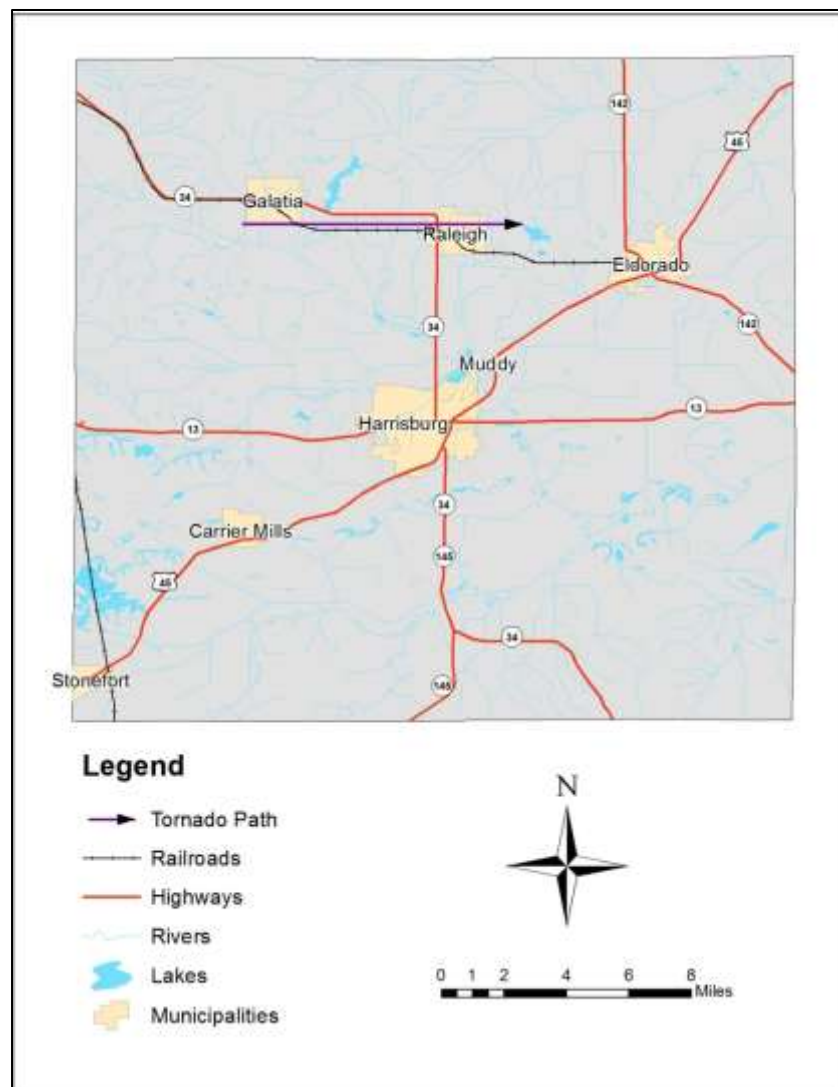 142
45
34
Galatia
Raleigh
Eldorado
34
142
Muddy
Harrisburg
13
13
34
Carrier Mills
145
45
34
Stonefort
145
Legend
Tornado Path
Railroads
Highways
Rivers
Lakes
Municipalities
N
0 1 2 4 6 8
Miles